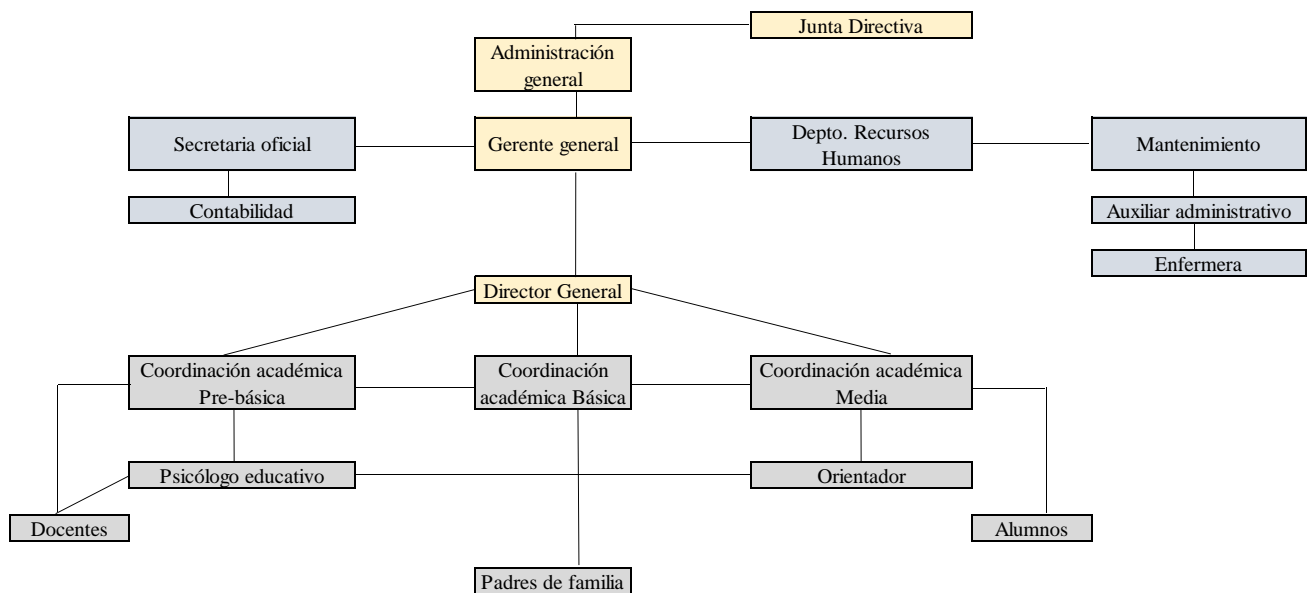 Junta Directiva
Administración
general
Secretaria oficial
Gerente general
Depto. Recursos
Humanos
Mantenimiento
Contabilidad
Auxiliar administrativo
Enfermera
Director General
Coordinación académica
Pre-básica
Coordinación
académica Básica
Coordinación académica
Media
Psicólogo educativo
Orientador
Docentes
Alumnos
Padres de familia